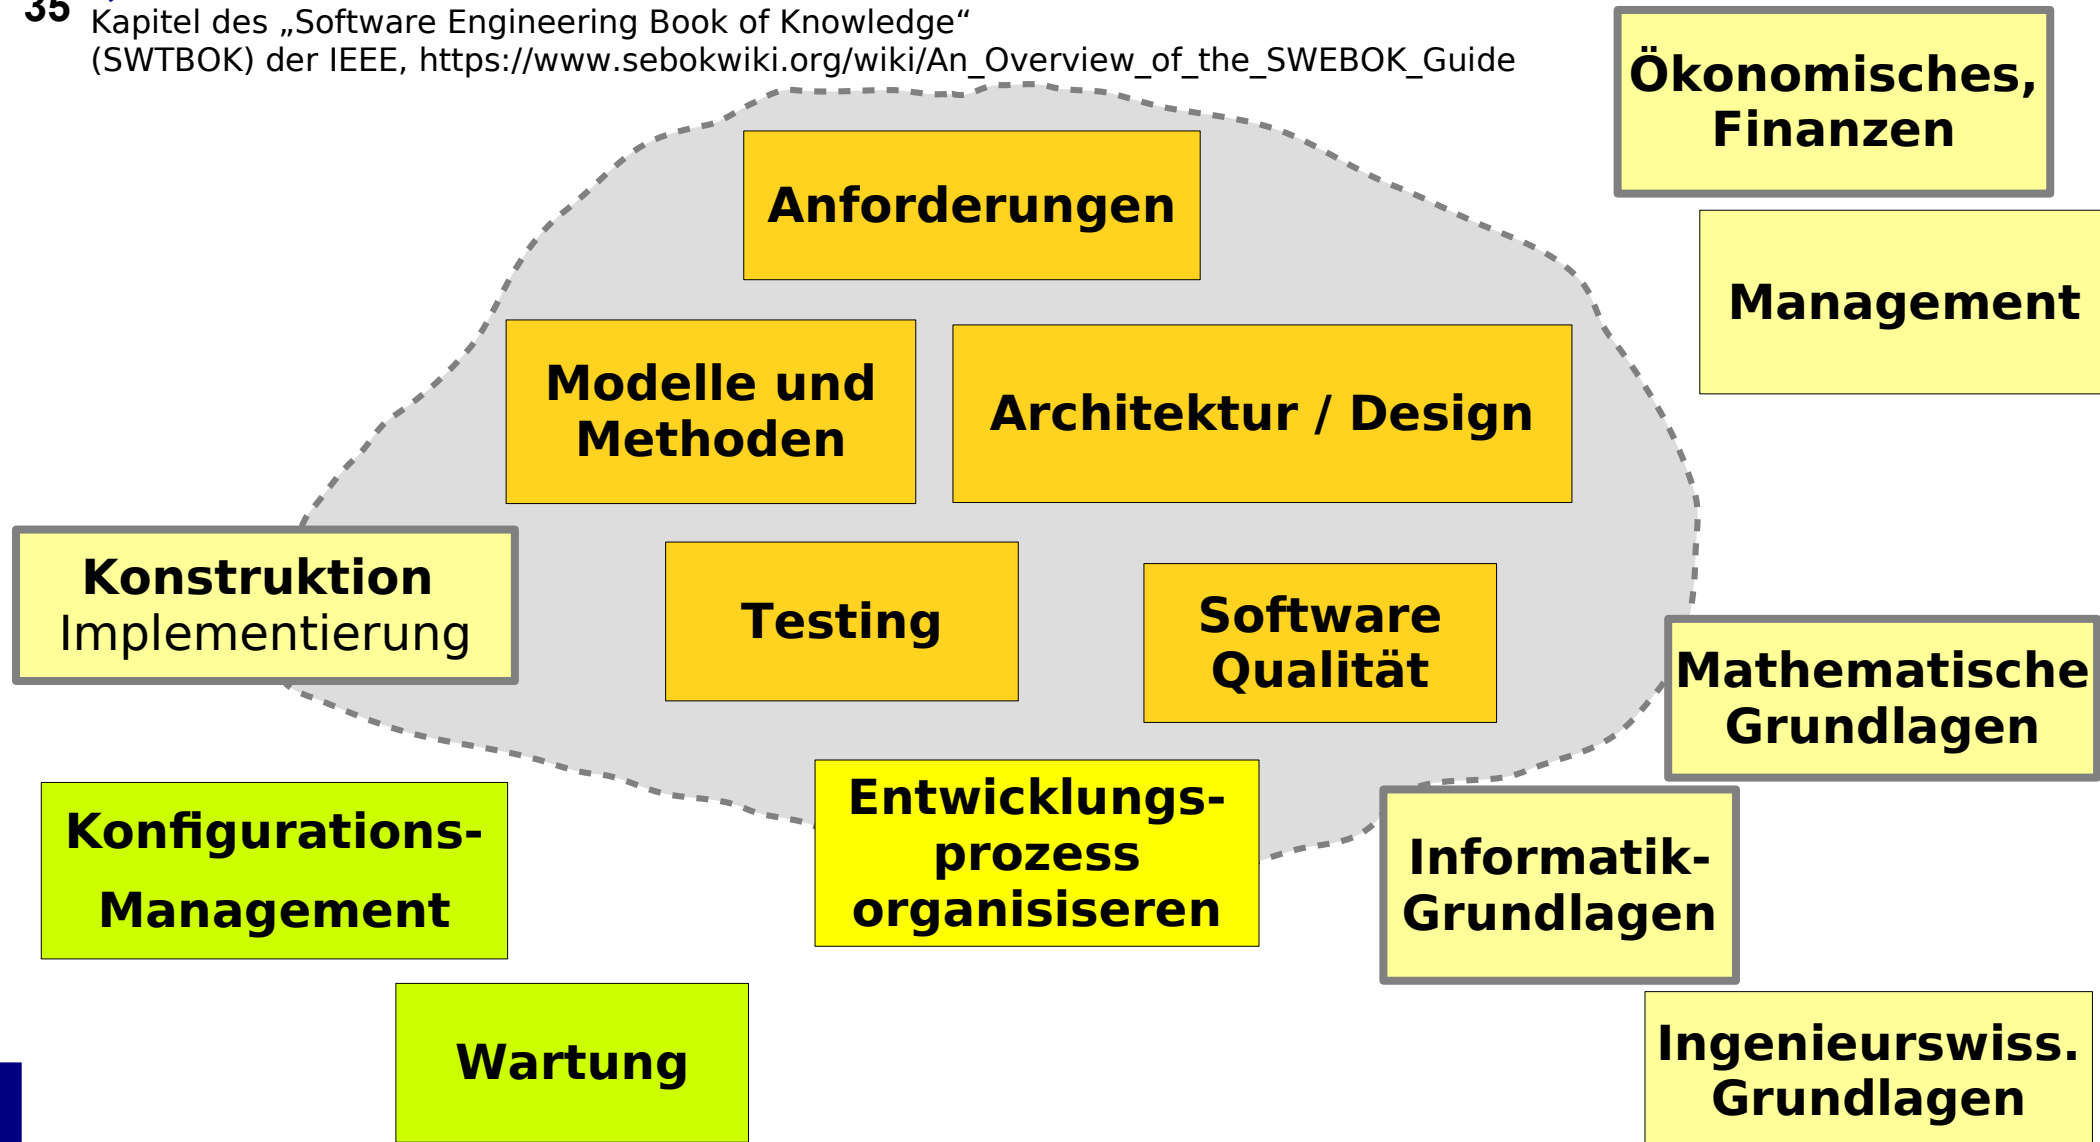 35
Kapitel des „Software Engineering Book of Knowledge“
(SWTBOK) der IEEE, https://www.sebokwiki.org/wiki/An_Overview_of_the_SWEBOK_Guide
Ökonomisches,
Finanzen
Anforderungen
Management
Modelle und
Methoden
Architektur / Design
Konstruktion
Implementierung
Testing
Software
Qualität
Mathematische
Grundlagen
Konfigurations-
Management
Entwicklungs-
prozess
organisiseren
Informatik-
Grundlagen
Wartung
Ingenieurswiss.
Grundlagen